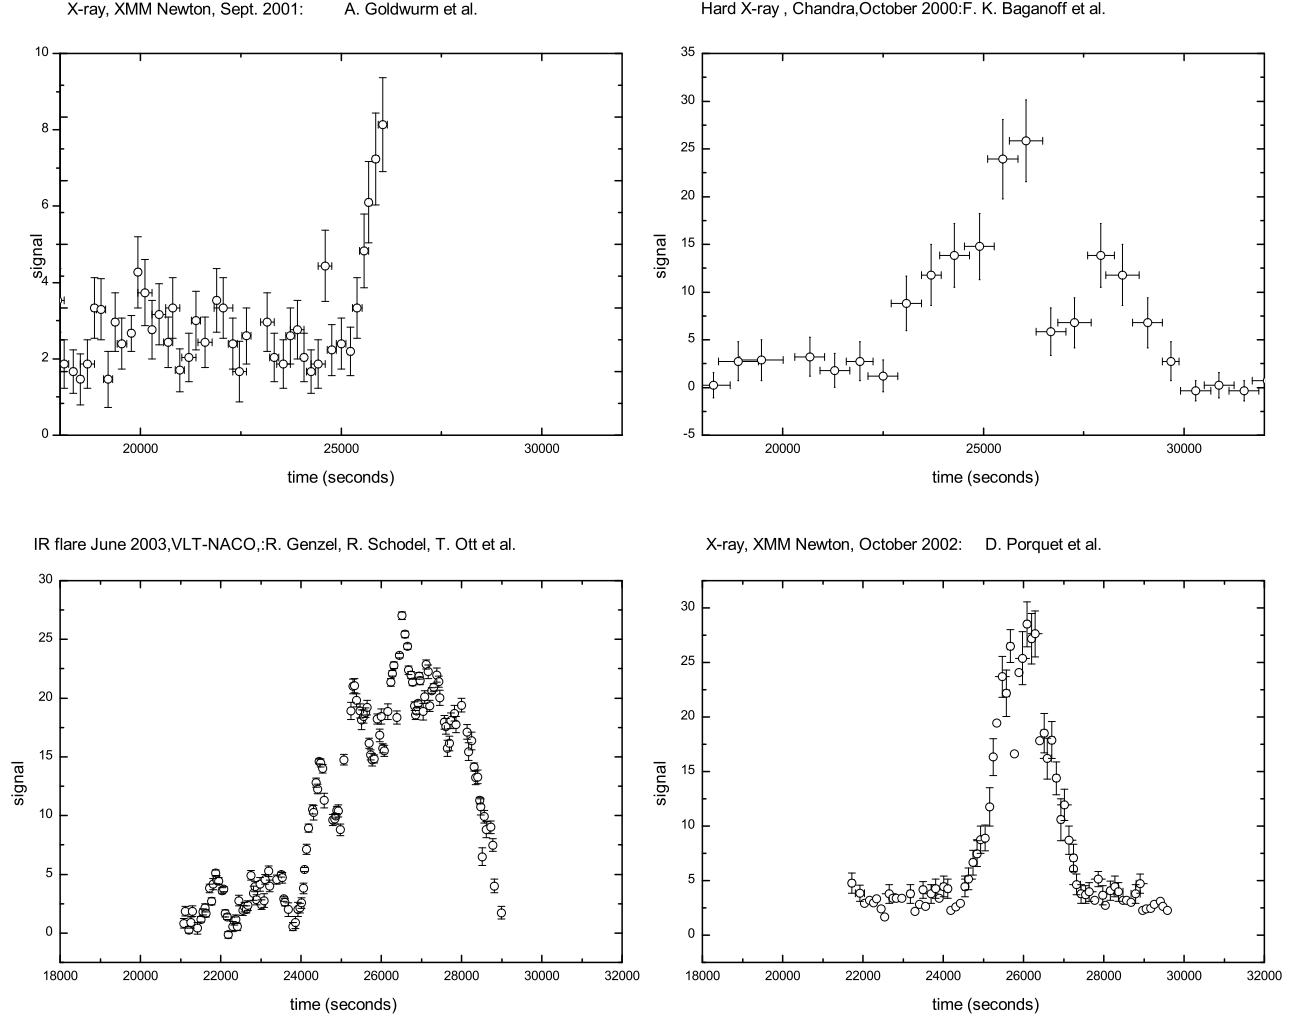 X-ray, XMM Newton, Sept. 2001: A. Goldwurm et al.
10
8
6
4
2
0
signal
20000 25000 30000
time (seconds)
Hard X-ray , Chandra,October 2000:F. K. Baganoff et al.
35
30
25
20
15
10
5
0
-5
signal
20000 25000 30000
time (seconds)
IR flare June 2003,VLT-NACO,:R. Genzel, R. Schodel, T. Ott et al.
30
25
20
15
10
5
0
signal
18000 20000 22000 24000 26000 28000 30000 32000
time (seconds)
X-ray, XMM Newton, October 2002: D. Porquet et al.
30
25
20
15
10
5
0
signal
18000 20000 22000 24000 26000 28000 30000 32000
time (seconds)